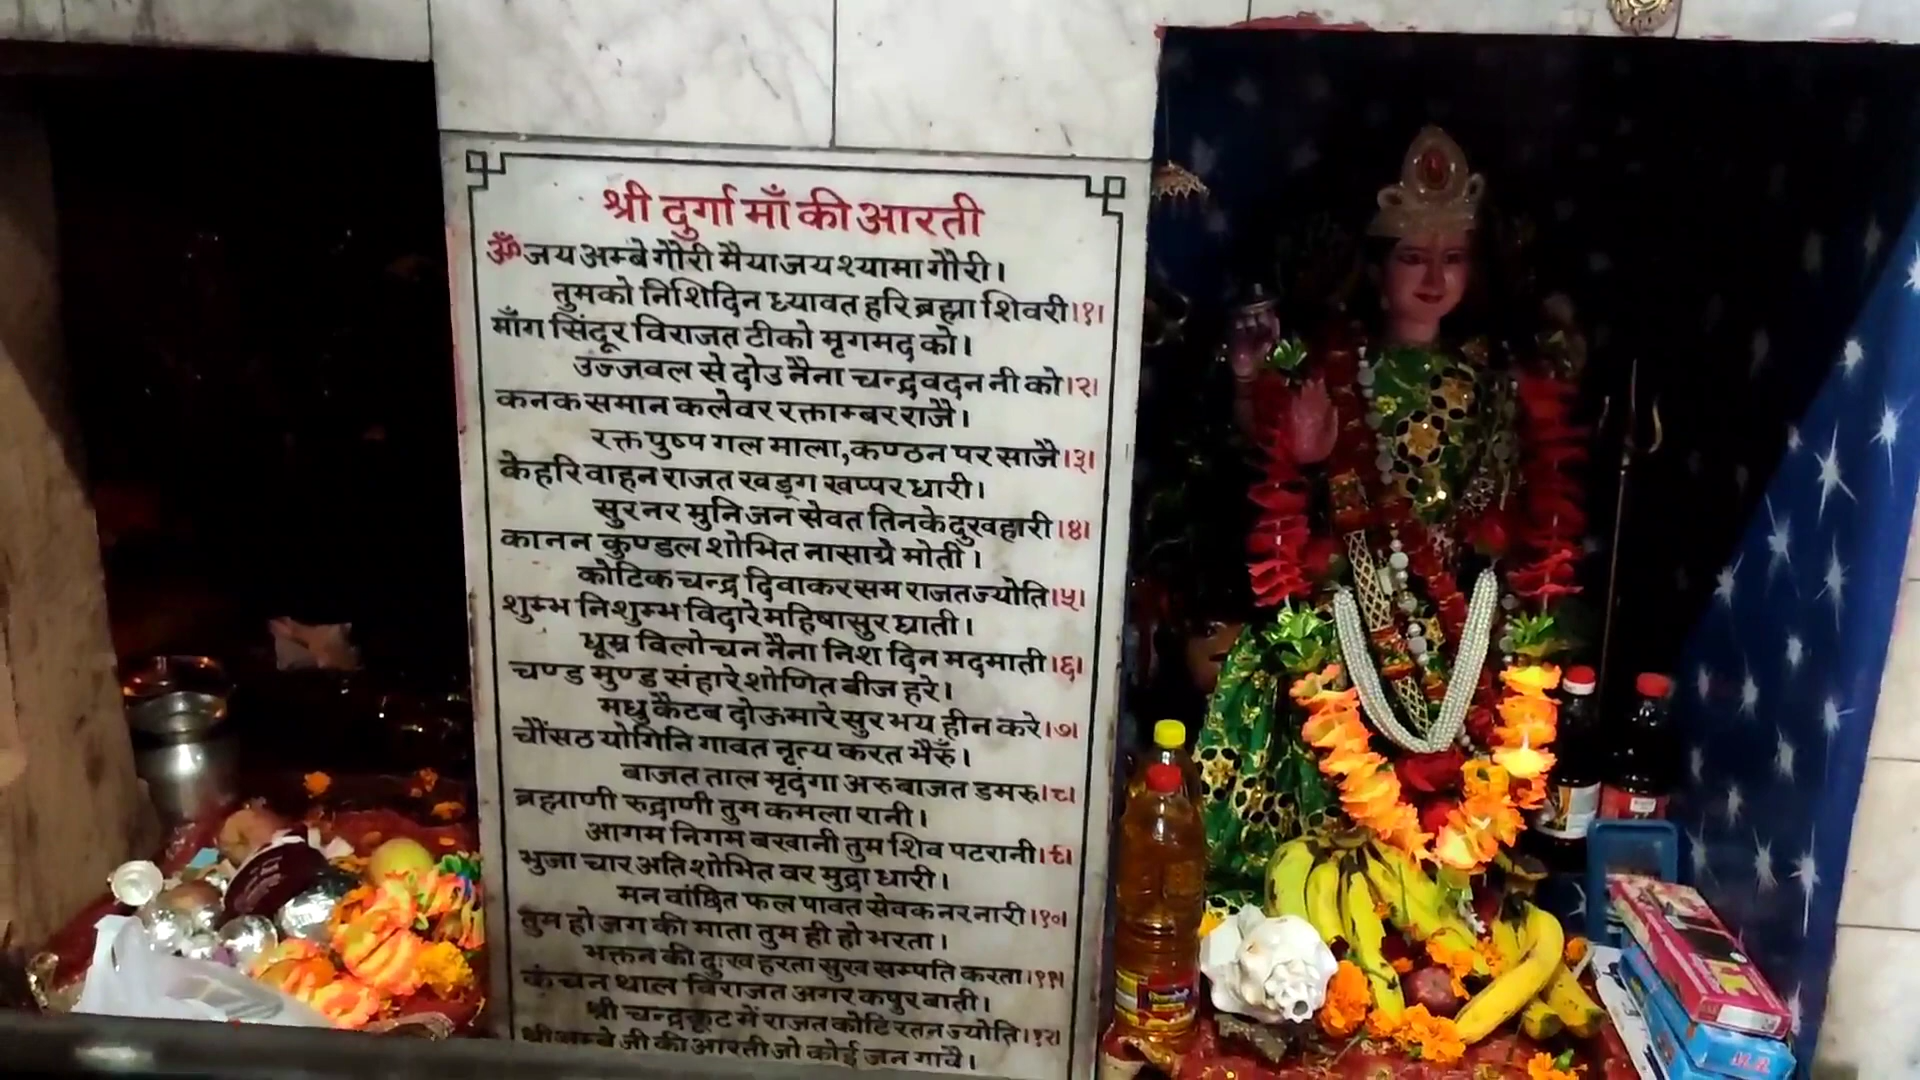 श्री दुर्गा माँ की आरती
ॐ जय अम्बे गौरी मैया जय श्यामा गौरी।
तुमको निशिदिन ध्यावत हरि ब्रह्मा शिवरी।१।
माँग सिंदूर विराजत टीको मृगमद को।
उज्जवल से दोउ नैना चन्द्रवदन नी को।२।
कनक समान कलेवर रक्ताम्बर राजै।
रक्त पुष्प गल माला,कण्ठन पर साजै।३।
केहरि वाहन राजत खड्ग खप्पर धारी।
सुर नर मुनि जन सेवत तिनके दुखहारी।४।
कानन कुण्डल शोभित नासाग्रे मोती।
कोटिक चन्द्र दिवाकर सम राजत ज्योति।५।
शुम्भ निशुम्भ विदारे महिषासुर घाती।
धूम्र विलोचन नैना निश दिन मदमाती।६।
चण्ड मुण्ड संहारे शोणित बीज हरे।
मधु कैटब दोऊ मारे सुर भय हीन करे।७।
चौंसठ योगिनि गावत नृत्य करत भैरुँ।
बाजत ताल मृदंगा अरु बाजत डमरू।८।
ब्रह्माणी रुद्राणी तुम कमला रानी।
आगम निगम बखानी तुम शिव पटरानी।९।
भुजा चार अति शोभित वर मुद्रा धारी।
मन वांछित फल पावत सेवक नर नारी।१०।
तुम हो जग की माता तुम ही हो भरता।
भक्तन की दुःख हरता सुख सम्पति करता।११।
कंचन थाल विराजत अगर कपुर बाती।
श्री चन्द्रकूट में राजत कोटि रतन ज्योति।१२।
श्री अम्बे जी की आरती जो कोई जन गावै।